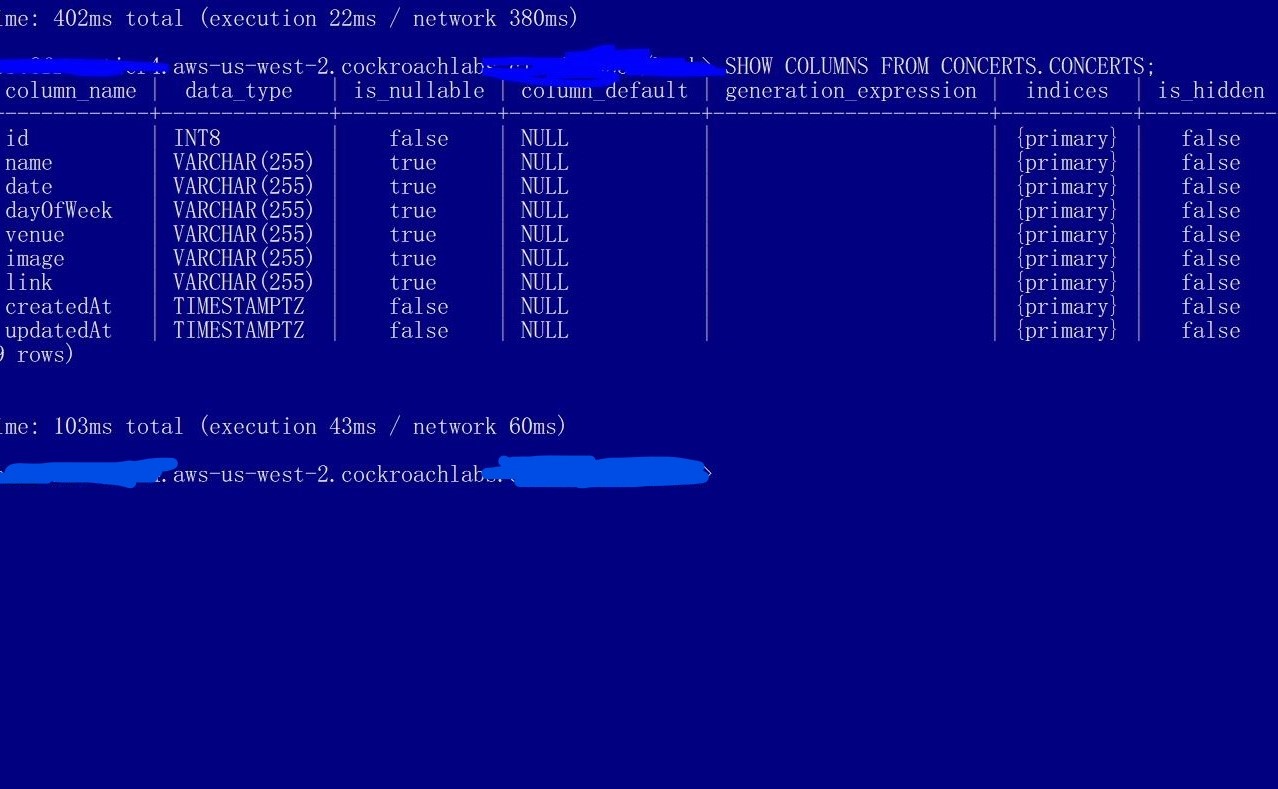 ime: 402ms total (execution 22ms / network 380ms)
.aws-us-west-2.cockroachlabs SHOW COLUMNS FROM CONCERTS.CONCERTS;
column_name | data_type | is_nullable | column_default | generation_expression | indices | is_hidden
id | INT8 | false | NULL | | {primary} | false
name | VARCHAR(255) | true | NULL | | {primary} | false
date | VARCHAR(255) | true | NULL | | {primary} | false
dayOfWeek | VARCHAR(255) | true | NULL | | {primary} | false
venue | VARCHAR(255) | true | NULL | | {primary} | false
image | VARCHAR(255) | true | NULL | | {primary} | false
link | VARCHAR(255) | true | NULL | | {primary} | false
createdAt | TIMESTAMPTZ | false | NULL | | {primary} | false
updatedAt | TIMESTAMPTZ | false | NULL | | {primary} | false
9 rows)
ime: 103ms total (execution 43ms / network 60ms)
.aws-us-west-2.cockroachlabs. >